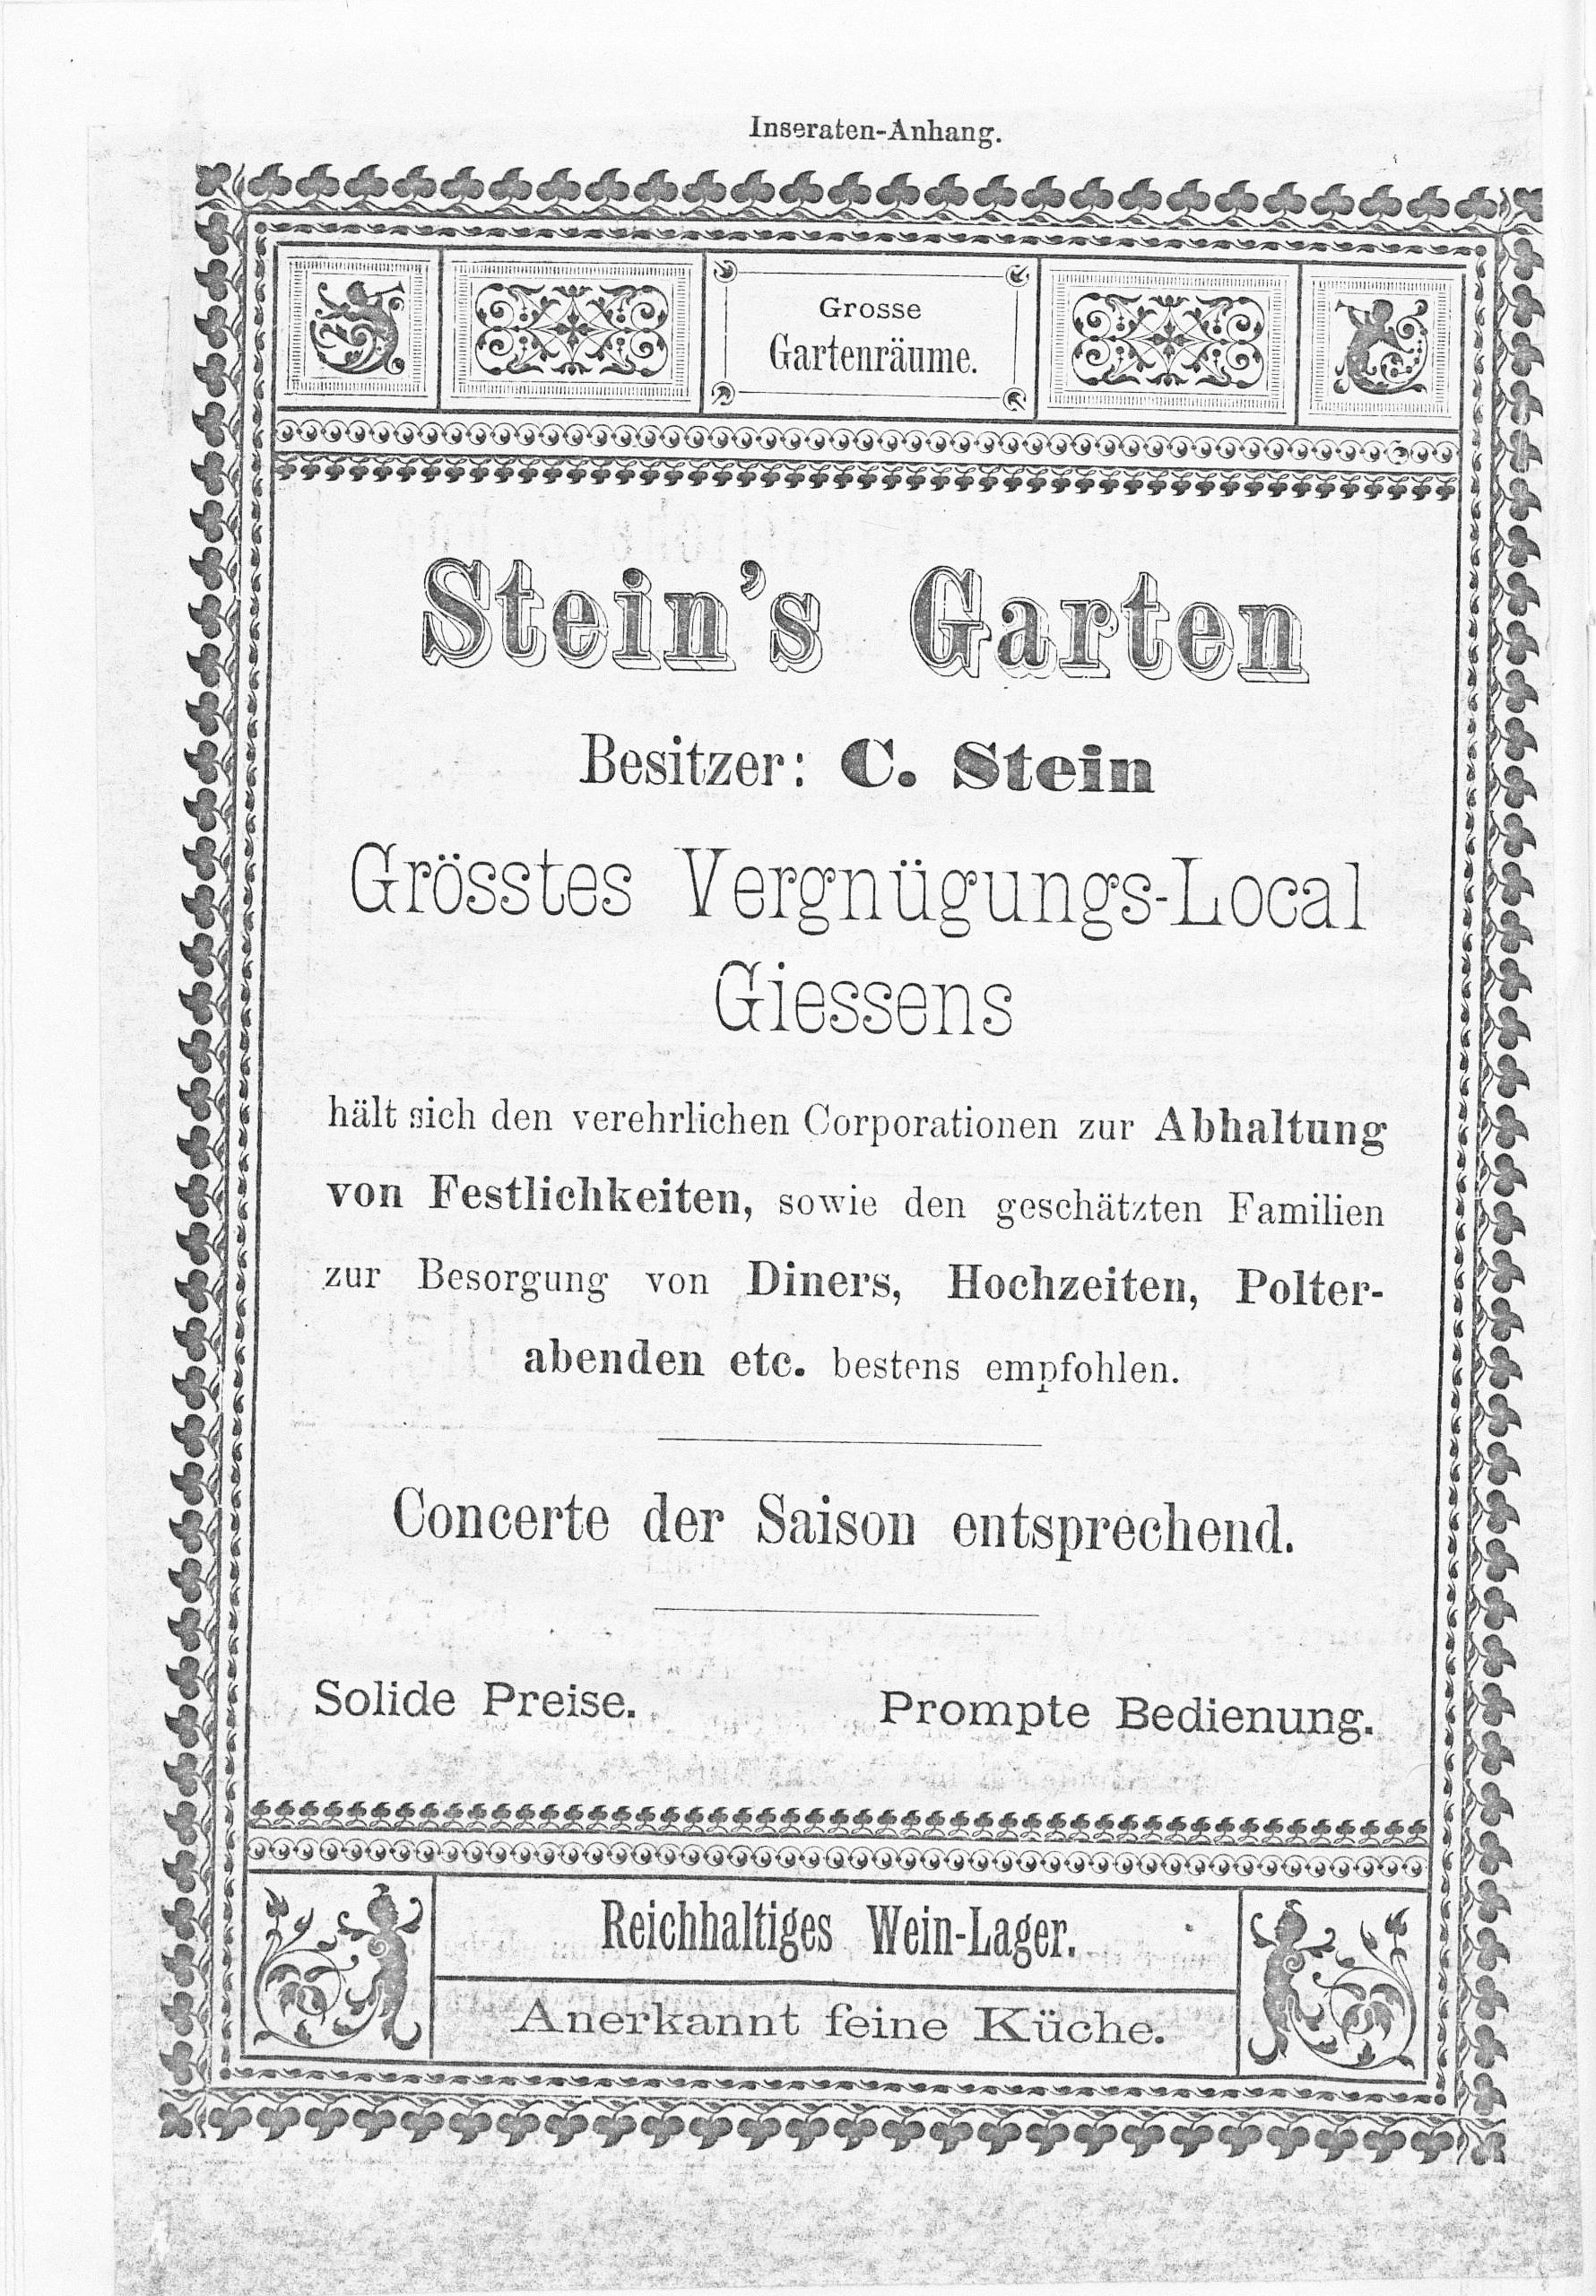 Inseraten-Anhang.
Grosse
Gartenräume.
Stein's Garten
Besitzer: C. Stein
Grösstes Vergnügungs-Local
Giessens
hält sich den verehrlichen Corporationen zur Abhaltung
von Festlichkeiten, sowie den geschätzten Familien
zur Besorgung von Diners, Hochzeiten, Polter-
abenden etc. bestens empfohlen.
Concerte der Saison entsprechend.
Solide Preise. Prompte Bedienung.
Reichhaltiges Wein-Lager.
Anerkannt feine Küche.